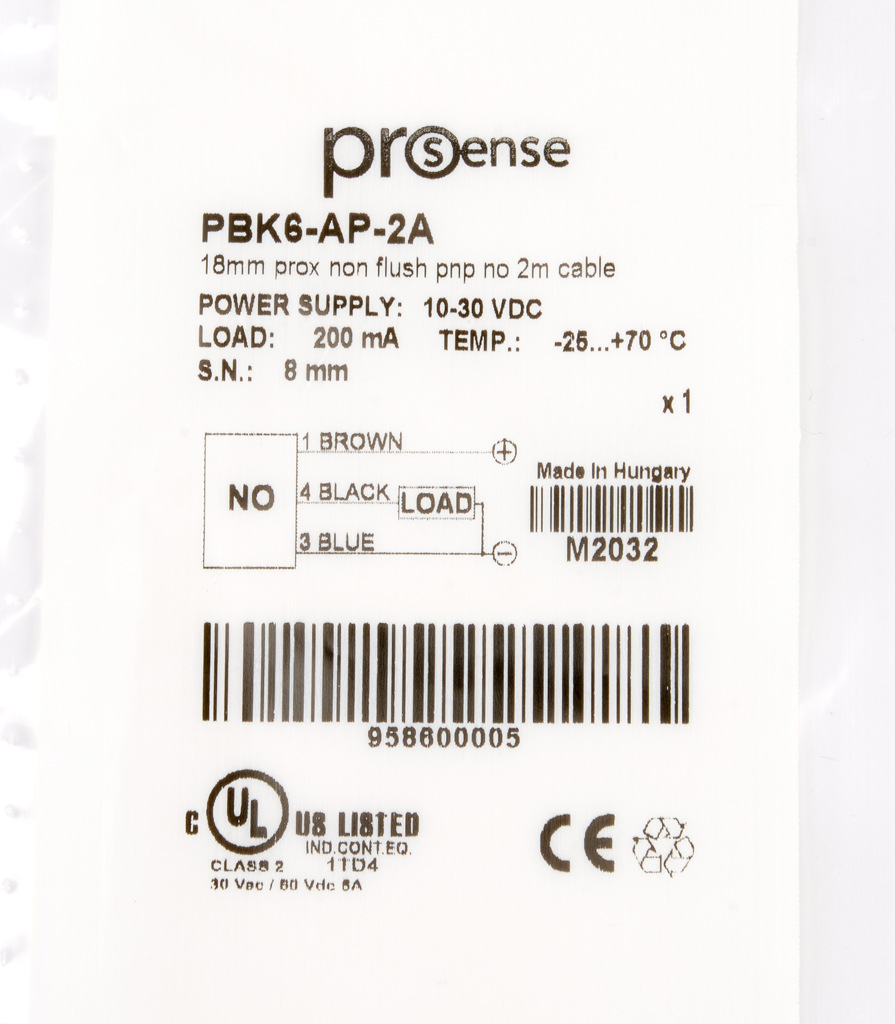 prosense
PBK6-AP-2A
18mm prox non flush pnp no 2m cable
POWER SUPPLY: 10-30 VDC
LOAD: 200 mA TEMP.: -25...+70 °C
S.N.: 8 mm
x 1
1 BROWN +
NO
4 BLACK LOAD
3 BLUE −
Made In Hungary
M2032
958600005
C UL US LISTED
IND.CONT.EQ.
CLASS 2 11D4
30 Vac / 60 Vdc 5A
CE